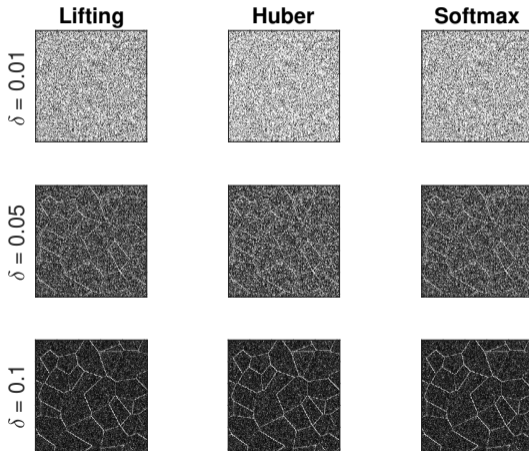 Lifting Huber Softmax
δ = 0.01
δ = 0.05
δ = 0.1